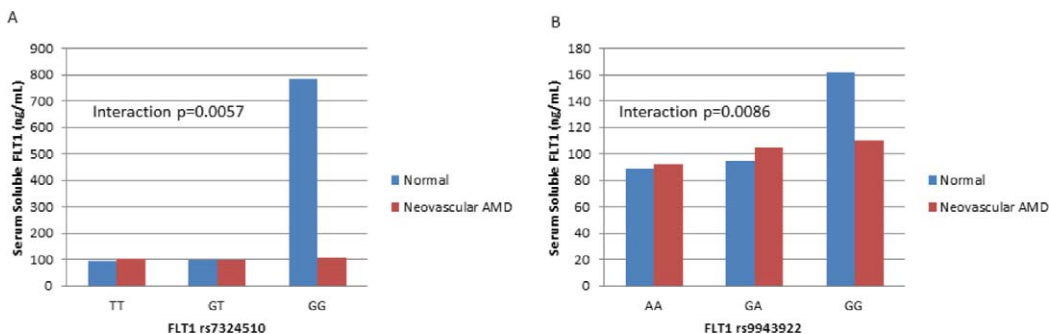 A
Serum Soluble FLT1 (ng/mL)
900
800
700
600
500
400
300
200
100
0
Interaction p=0.0057
TT GT GG
FLT1 rs7324510
Normal
Neovascular AMD
B
Serum Soluble FLT1 (ng/mL)
180
160
140
120
100
80
60
40
20
0
Interaction p=0.0086
AA GA GG
FLT1 rs9943922
Normal
Neovascular AMD